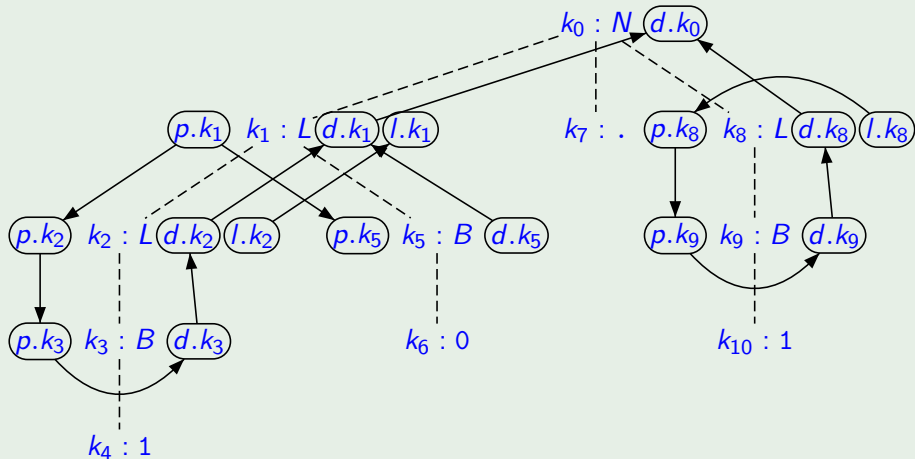 k0 : N d.k0
p.k1 k1 : L d.k1 l.k1 k7 : . p.k8 k8 : L d.k8 l.k8
p.k2 k2 : L d.k2 l.k2 p.k5 k5 : B d.k5 p.k9 k9 : B d.k9
p.k3 k3 : B d.k3 k6 : 0 k10 : 1
k4 : 1